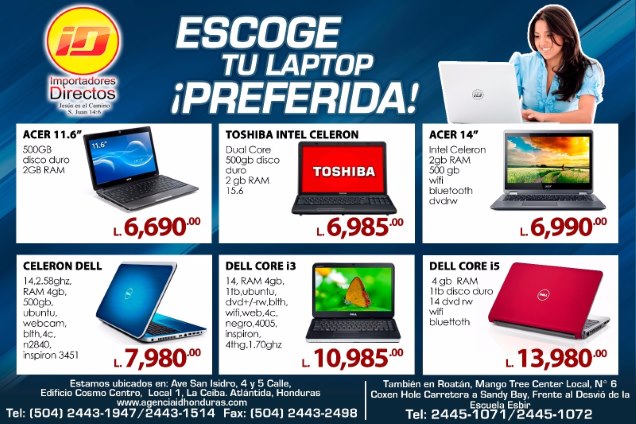 iD
Importadores
Directos
Jesús es el Camino
S. Juan 14:6
ESCOGE
TU LAPTOP
¡PREFERIDA!
iD
ACER 11.6”
500GB
disco duro
2GB RAM
11.6"
L. 6,690.00
TOSHIBA INTEL CELERON
Dual Core
500gb disco
duro
2 gb RAM
15.6
TOSHIBA
L. 6,985.00
ACER 14”
Intel Celeron
2gb RAM
500 gb
wifi
bluetooth
dvdrw
L. 6,990.00
CELERON DELL
14,2.58ghz,
RAM 4gb,
500gb,
ubuntu,
webcam,
blth,4c,
n2840,
inspiron 3451
DELL
L. 7,980.00
DELL CORE i3
14, RAM 4gb,
1tb,ubuntu,
dvd+/-rw,blth,
wifi,web,4c,
negro,4005,
inspiron,
4thg,1.70ghz
L. 10,985.00
DELL CORE i5
4 gb RAM
1tb disco duro
14 dvd rw
wifi
bluettoth
DELL
L. 13,980.00
Estamos ubicados en: Ave San Isidro, 4 y 5 Calle,
Edificio Cosmo Centro, Local 1, La Ceiba. Atlántida, Honduras
www.agenciaidhonduras.com
Tel: (504) 2443-1947/2443-1514 Fax: (504) 2443-2498
También en Roatán, Mango Tree Center Local, N° 6
Coxen Hole Carretera a Sandy Bay, Frente al Desvió de la
Escuela Esbir
Tel: 2445-1071/2445-1072